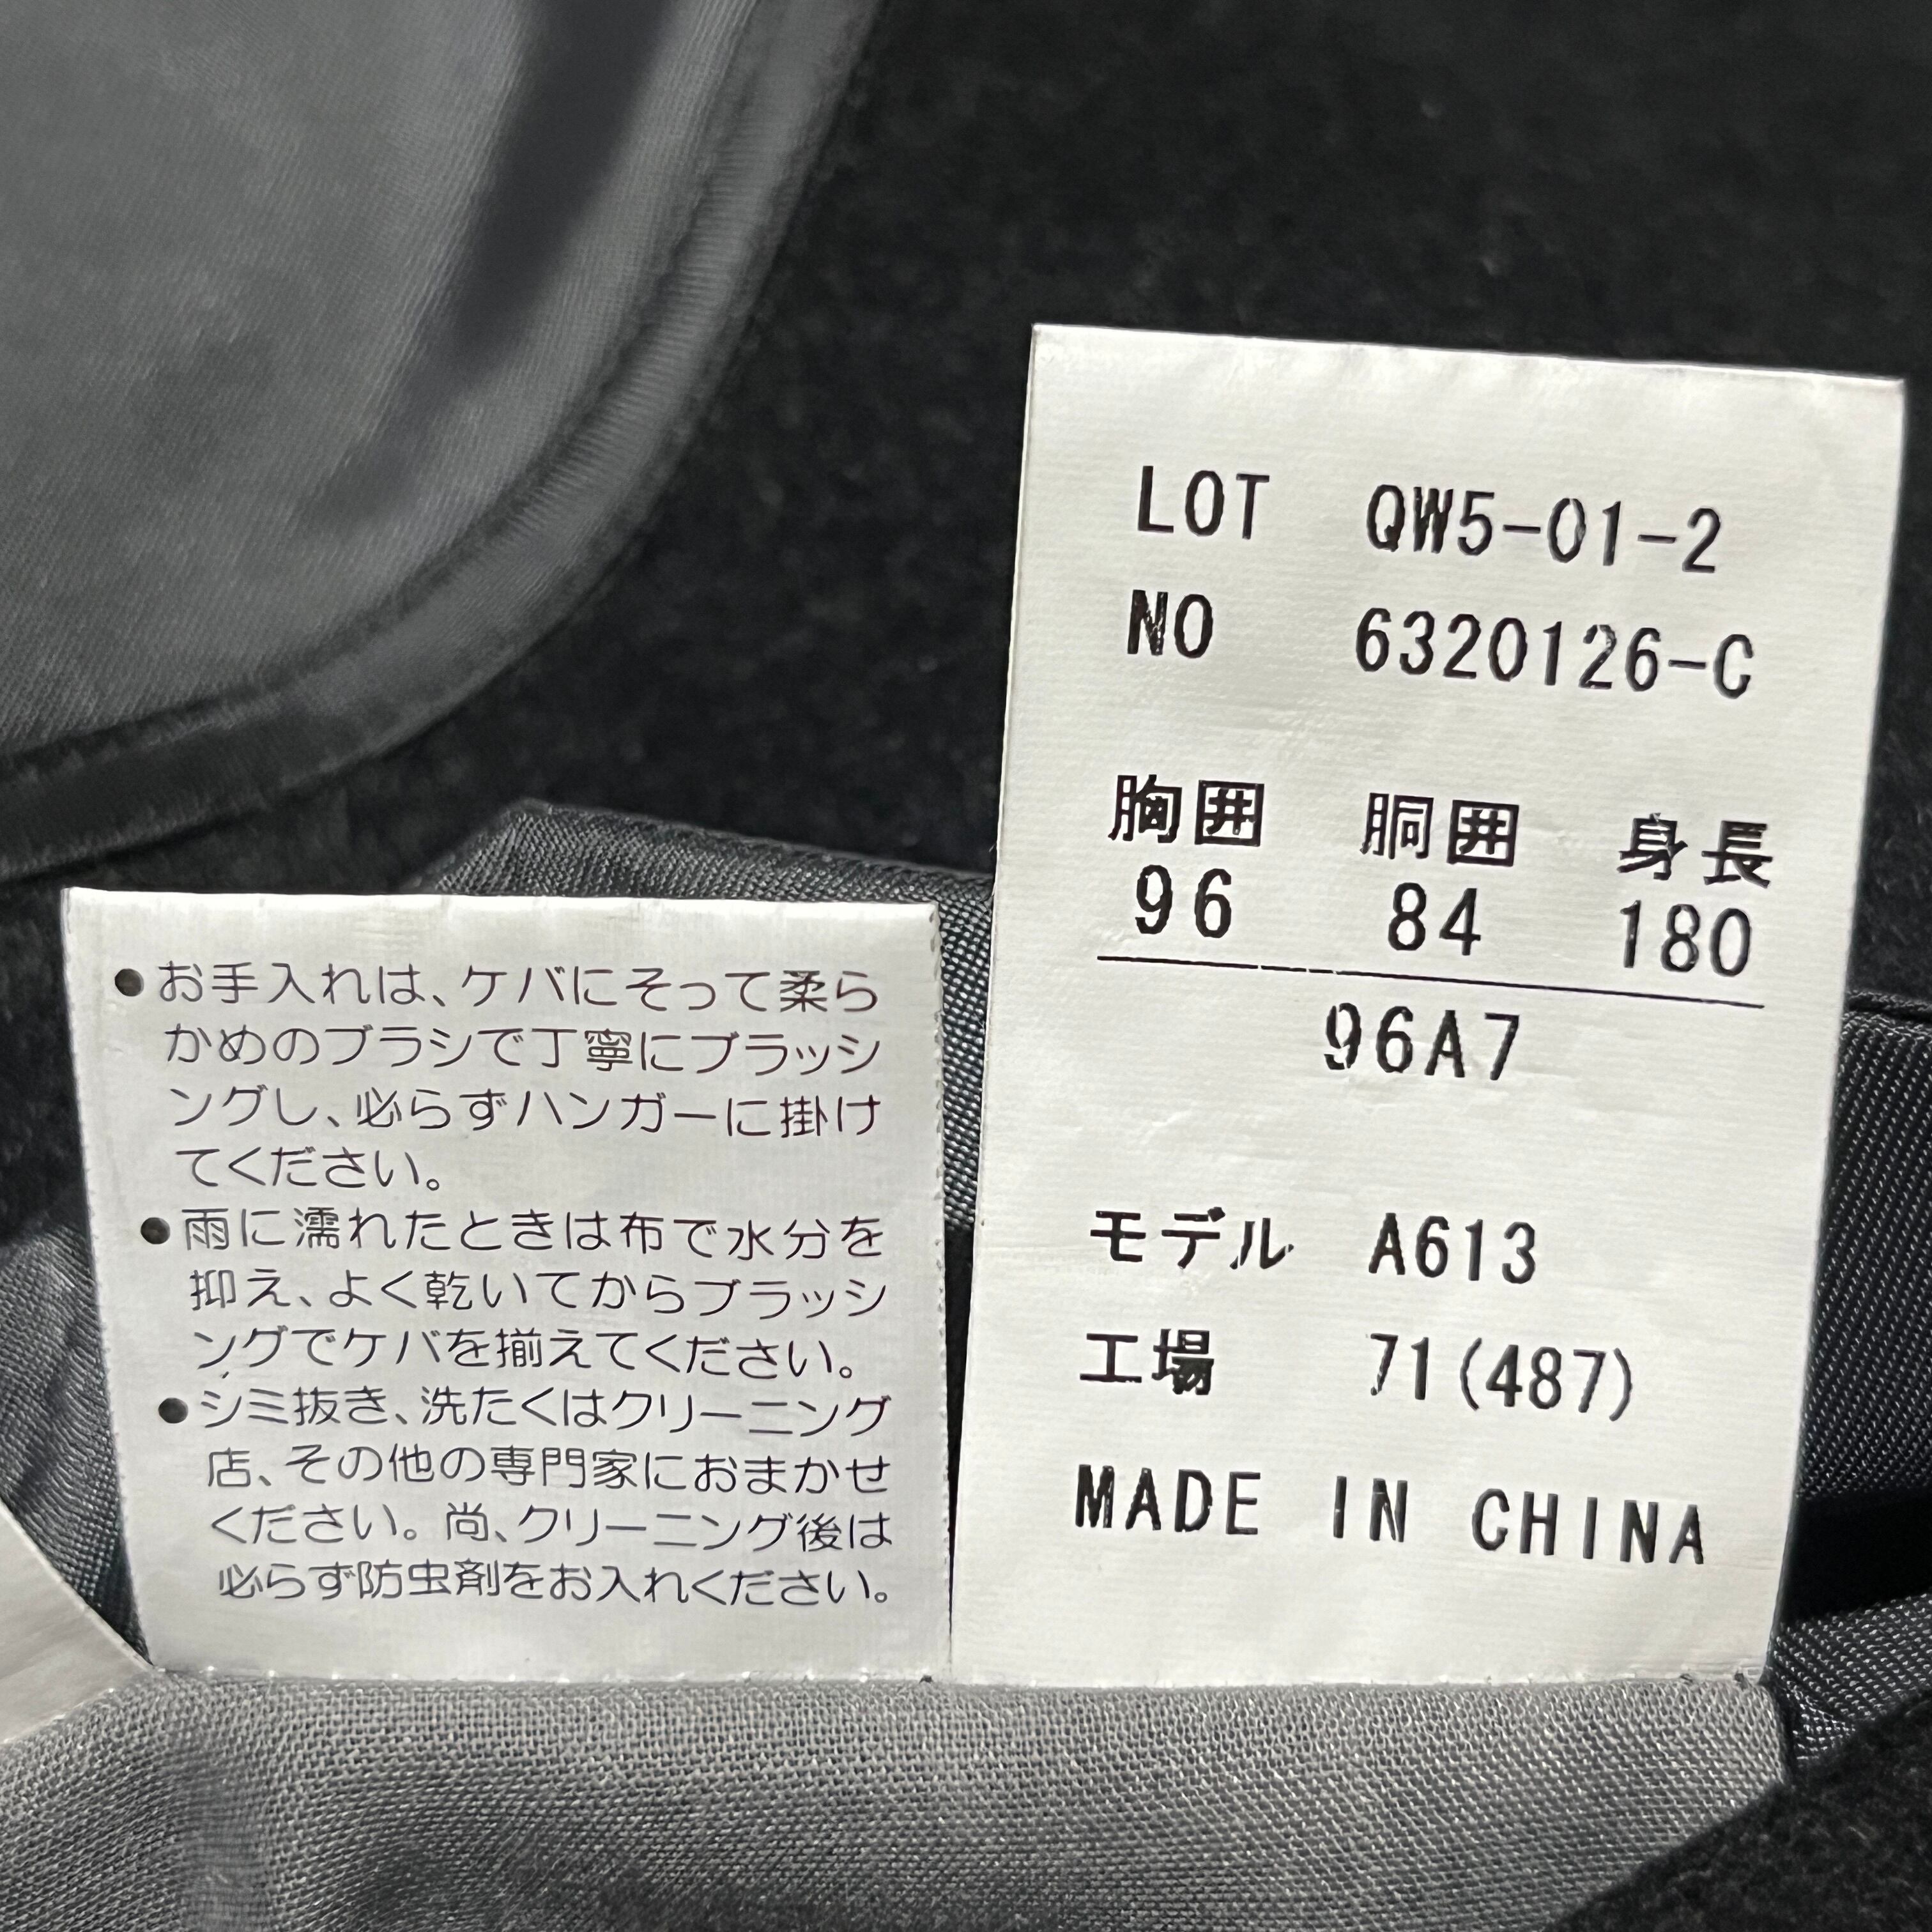 ●お手入れは、ケバにそって柔ら
かめのブラシで丁寧にブラッシ
ングし、必らずハンガーに掛け
てください。
●雨に濡れたときは布で水分を
抑え、よく乾いてからブラッシ
ングでケバを揃えてください。
●シミ抜き、洗たくはクリーニング
店、その他の専門家におまかせ
ください。尚、クリーニング後は
必らず防虫剤をお入れください。
LOT QW5-01-2
NO 6320126-C
胸囲 胴囲 身長
96 84 180
96A7
モデル A613
工場 71(487)
MADE IN CHINA